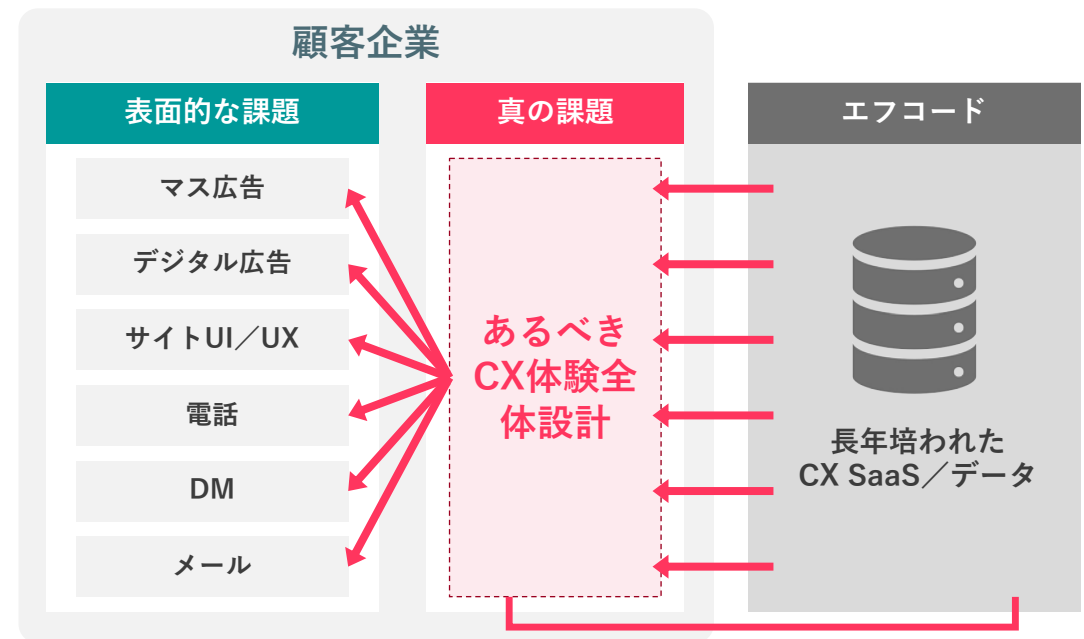 顧客企業
表面的な課題
マス広告
デジタル広告
サイトUI／UX
電話
DM
メール
真の課題
あるべき
CX体験全
体設計
エフコード
長年培われた
CX SaaS／データ